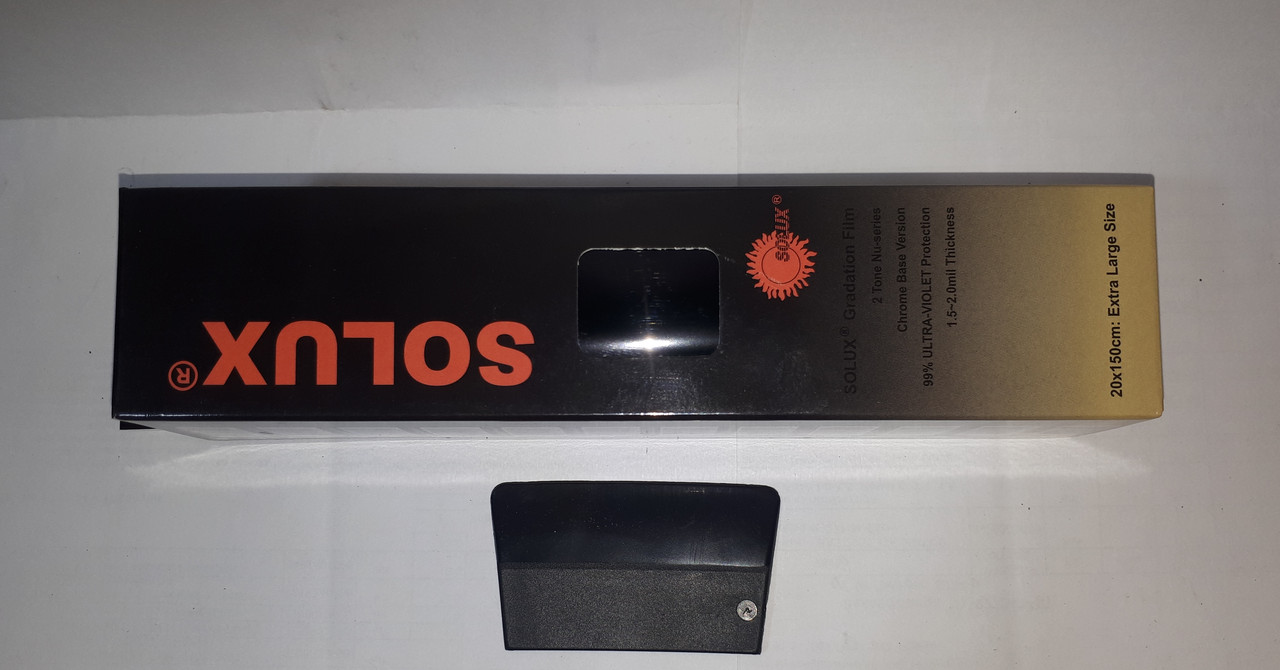 SOLUX®
SOLUX®
SOLUX® Gradation Film
2 Tone Nu-series
Chrome Base Version
99% ULTRA-VIOLET Protection
1.5~2.0mil Thickness
20x150cm: Extra Large Size